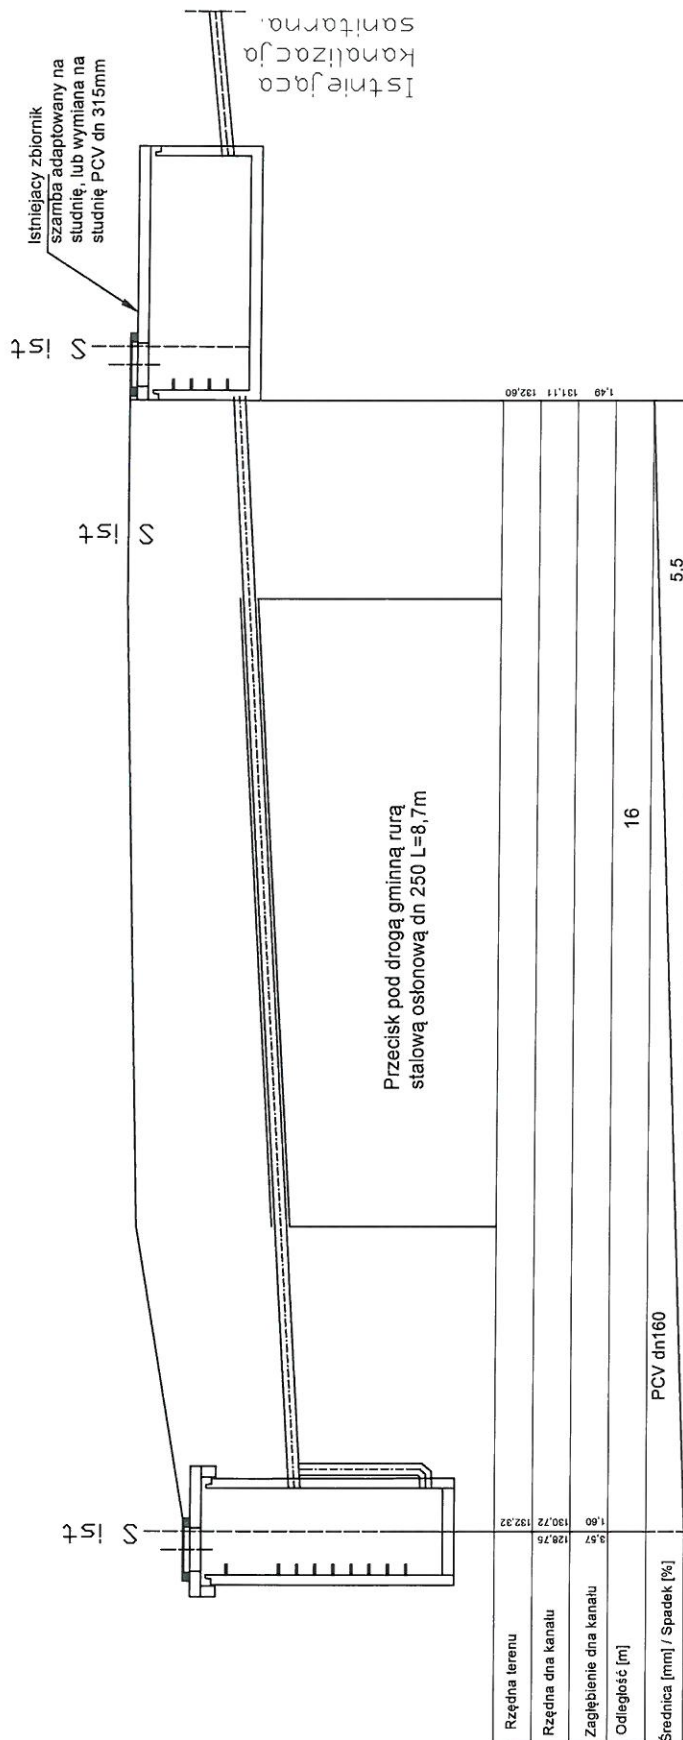 Istniejacy zbiornik
szamba adaptowany na
studnię, lub wymiana na
studnię PCV dn 315mm
Istniejaca
kanalizacja
sanitarna.
S ist
S ist
S ist
Przecisk pod drogą gminną rurą
stalową osłonową dn 250 L=8,7m
Rzędna terenu
132,32
132,60
Rzędna dna kanału
128,75
130,72
131,11
Zagłębienie dna kanału
3,57
1,60
1,49
Odległość [m]
16
Średnica [mm] / Spadek [%]
PCV dn160
5.5